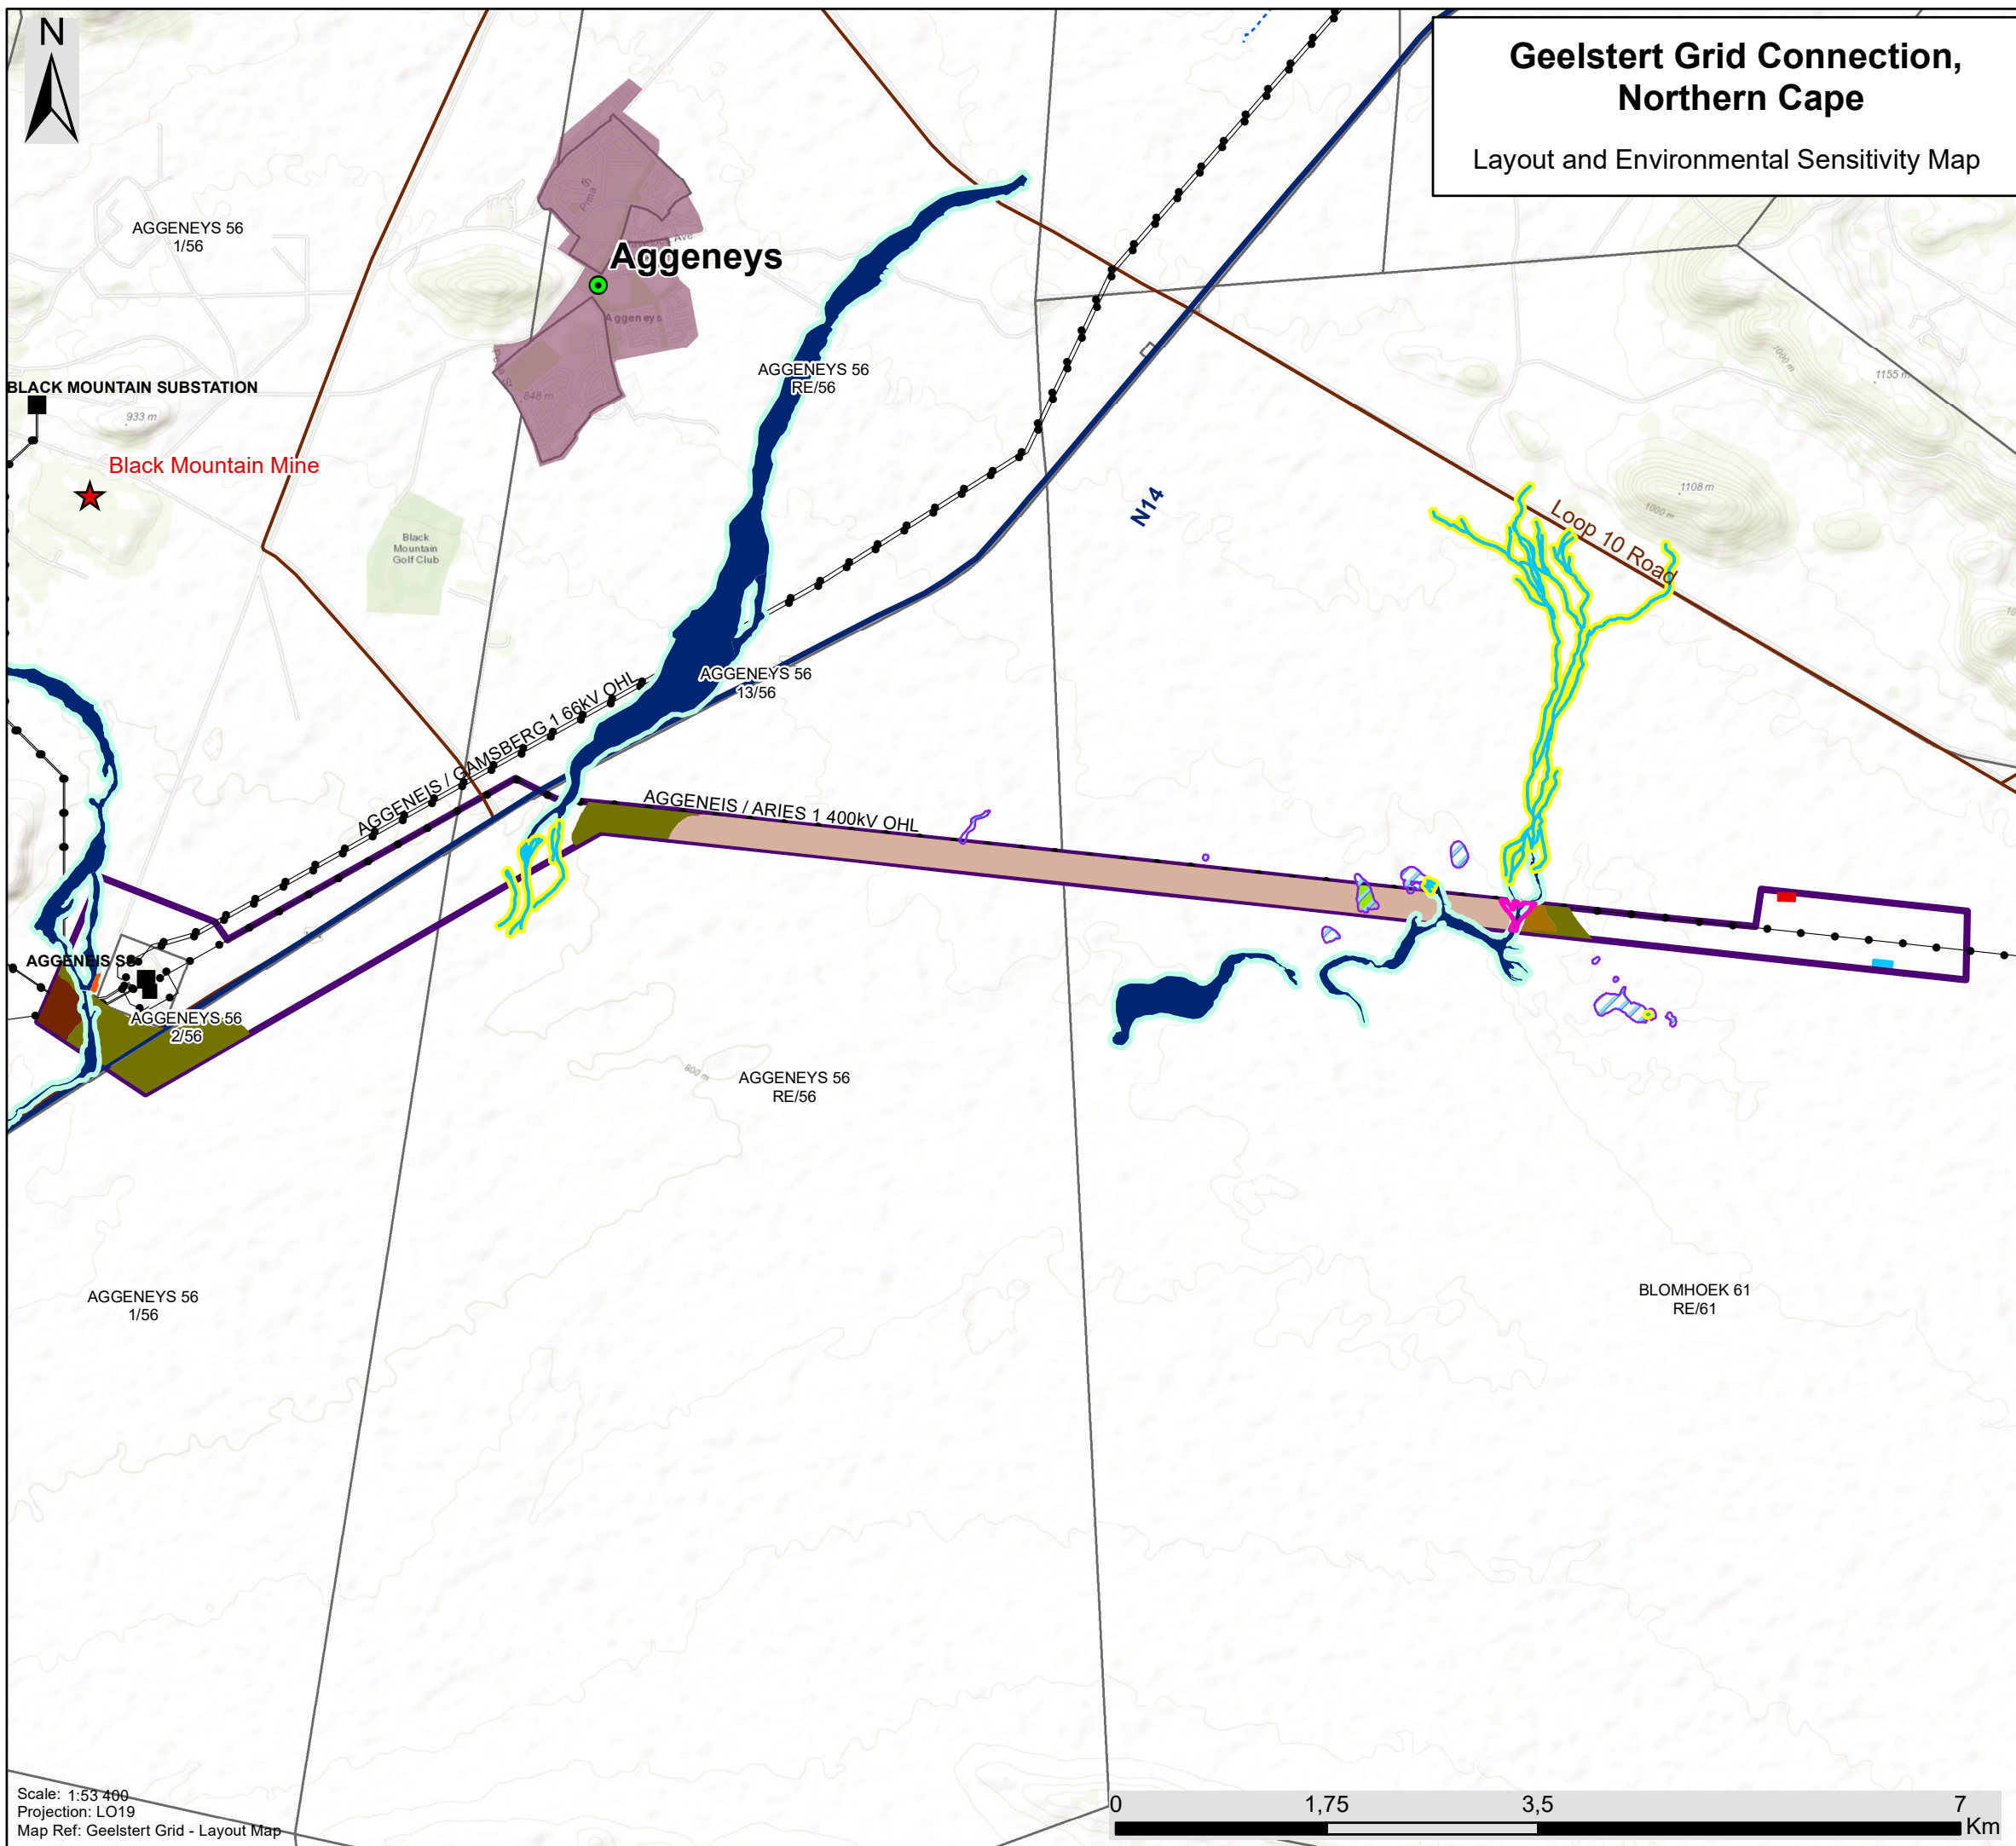 N
Geelstert Grid Connection,
Northern Cape
Layout and Environmental Sensitivity Map
AGGENEYS 56
1/56
Aggeneys
Aggeneys
AGGENEYS 56
RE/56
848 m
BLACK MOUNTAIN SUBSTATION
933 m
Black Mountain Mine
Black
Mountain
Golf Club
1000 m
1155 m
1108 m
1000 m
N14
Loop 10 Road
AGGENEYS 56
13/56
AGGENEIS / GAMSBERG 1 66kV OHL
AGGENEIS / ARIES 1 400kV OHL
AGGENEIS SS
AGGENEYS 56
2/56
AGGENEYS 56
RE/56
AGGENEYS 56
1/56
BLOMHOEK 61
RE/61
Scale: 1:53 400
Projection: LO19
Map Ref: Geelstert Grid - Layout Map
0 1,75 3,5 7
Km